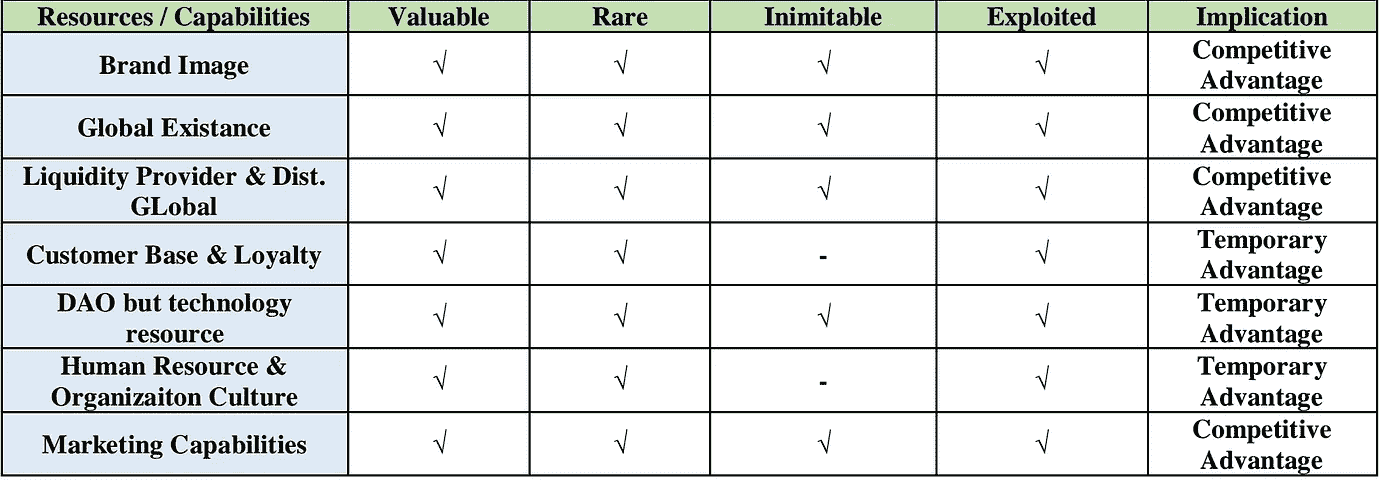 Resources / Capabilities Valuable Rare Inimitable Exploited Implication
Brand Image √ √ √ √ Competitive Advantage
Global Existance √ √ √ √ Competitive Advantage
Liquidity Provider & Dist. GLobal √ √ √ √ Competitive Advantage
Customer Base & Loyalty √ √ - √ Temporary Advantage
DAO but technology resource √ √ √ √ Temporary Advantage
Human Resource & Organizaiton Culture √ √ - √ Temporary Advantage
Marketing Capabilities √ √ √ √ Competitive Advantage